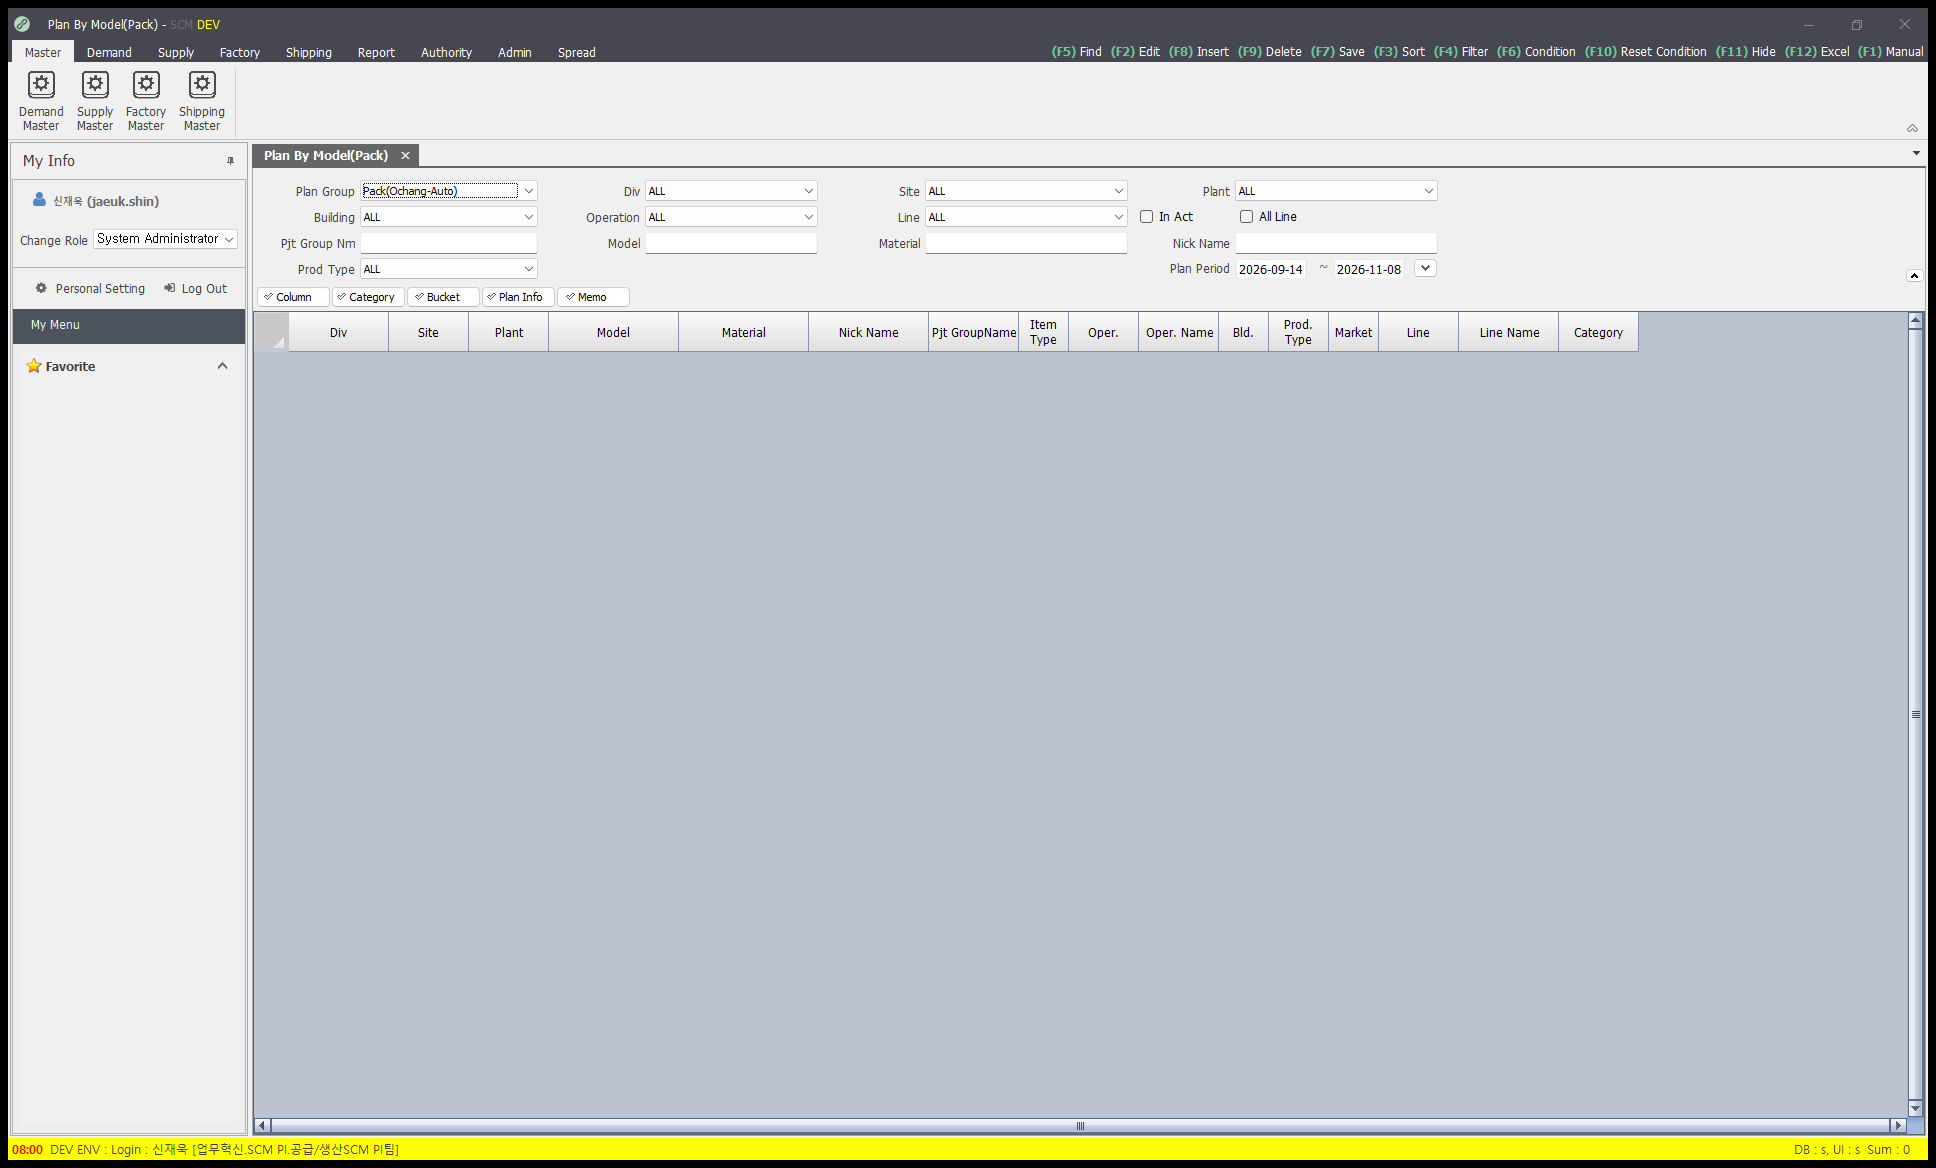 Plan By Model(Pack) - SCM DEV
Master Demand Supply Factory Shipping Report Authority Admin Spread (F5) Find (F2) Edit (F8) Insert (F9) Delete (F7) Save (F3) Sort (F4) Filter (F6) Condition (F10) Reset Condition (F11) Hide (F12) Excel (F1) Manual
Demand Master
Supply Master
Factory Master
Shipping Master
My Info
신재욱 (jaeuk.shin)
Change Role System Administrator
Personal Setting Log Out
My Menu
Favorite
Plan By Model(Pack)
Plan Group Pack(Ochang-Auto) Div ALL Site ALL Plant ALL
Building ALL Operation ALL Line ALL In Act All Line
Pjt Group Nm Model Material Nick Name
Prod Type ALL Plan Period 2026-09-14 ~ 2026-11-08
Column Category Bucket Plan Info Memo
Div Site Plant Model Material Nick Name Pjt GroupName Item Type Oper. Oper. Name Bld. Prod. Type Market Line Line Name Category
08:00 DEV ENV : Login : 신재욱 [업무혁신.SCM PI.공급/생산SCM PI팀] DB : s, UI : s Sum : 0